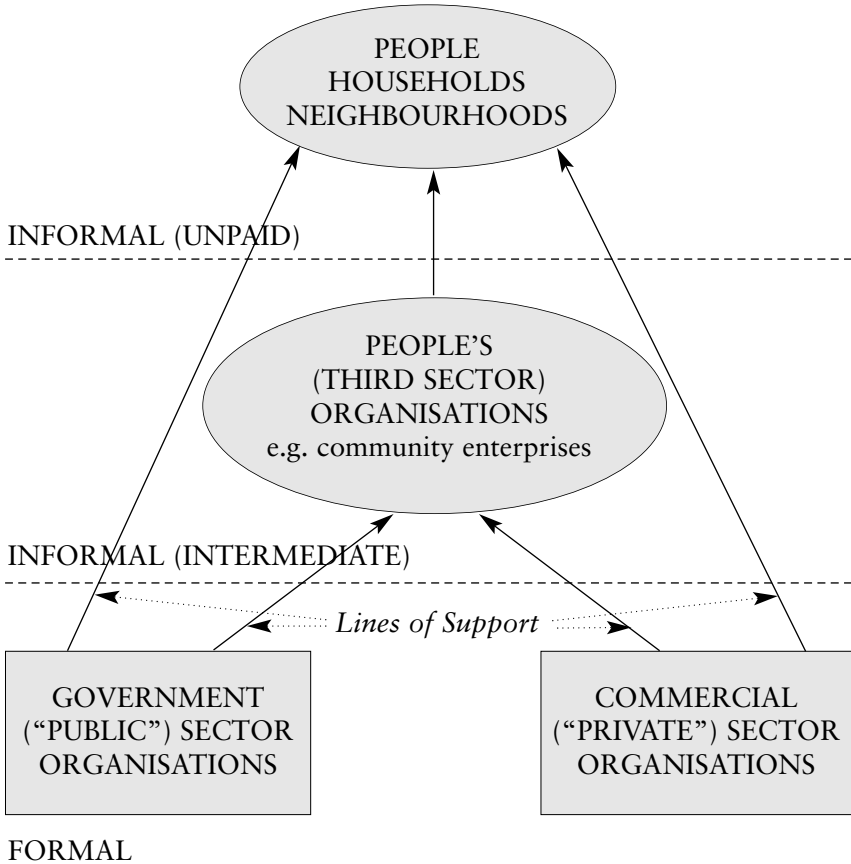 PEOPLE
HOUSEHOLDS
NEIGHBOURHOODS
INFORMAL (UNPAID)
PEOPLE’S
(THIRD SECTOR)
ORGANISATIONS
e.g. community enterprises
INFORMAL (INTERMEDIATE)
Lines of Support
GOVERNMENT
(“PUBLIC”) SECTOR
ORGANISATIONS
COMMERCIAL
(“PRIVATE”) SECTOR
ORGANISATIONS
FORMAL